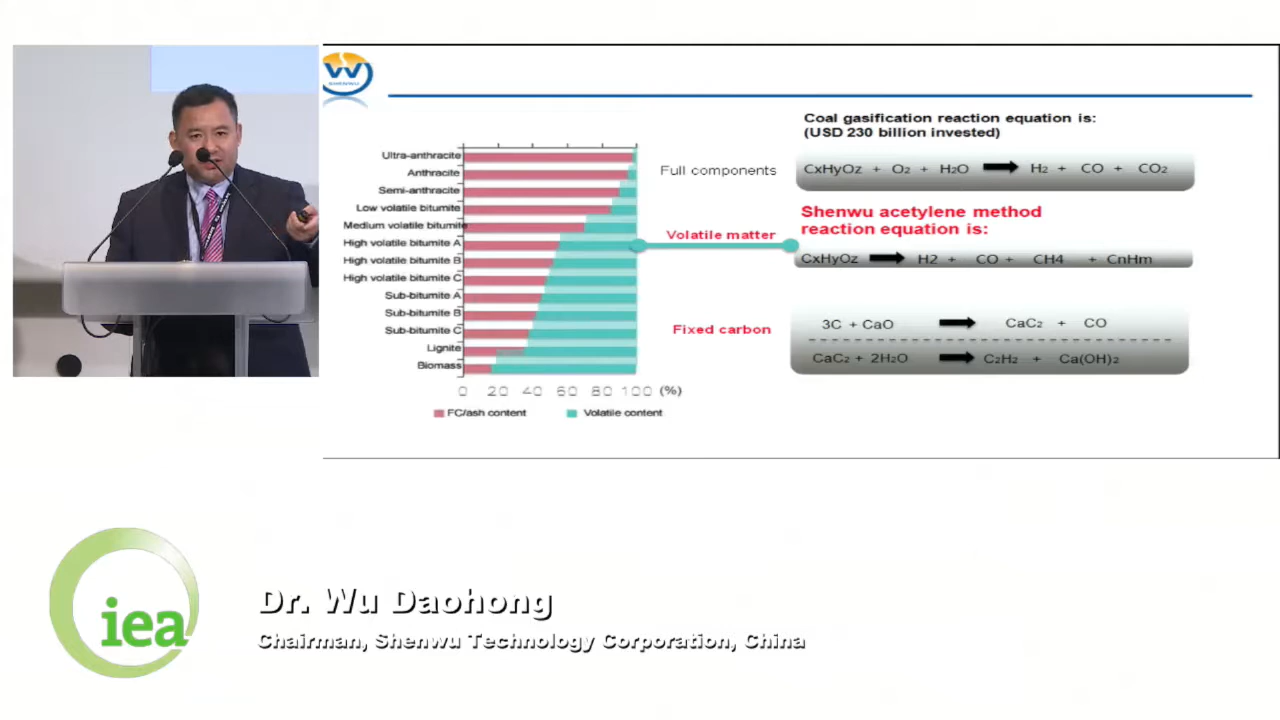 Coal gasification reaction equation is:
(USD 230 billion invested)
Ultra-anthracite
Anthracite
Semi-anthracite
Low volatile bitumite
Medium volatile bitumite
High volatile bitumite A
High volatile bitumite B
High volatile bitumite C
Sub-bitumite A
Sub-bitumite B
Sub-bitumite C
Lignite
Biomass
0 20 40 60 80 100 (%)
FC/ash content Volatile content
Full components
CxHyOz + O2 + H2O H2 + CO + CO2
Shenwu acetylene method
reaction equation is:
Volatile matter
CxHyOz H2 + CO + CH4 + CnHm
Fixed carbon
3C + CaO CaC2 + CO
CaC2 + 2H2O C2H2 + Ca(OH)2
iea
Dr. Wu Daohong
Chairman, Shenwu Technology Corporation, China